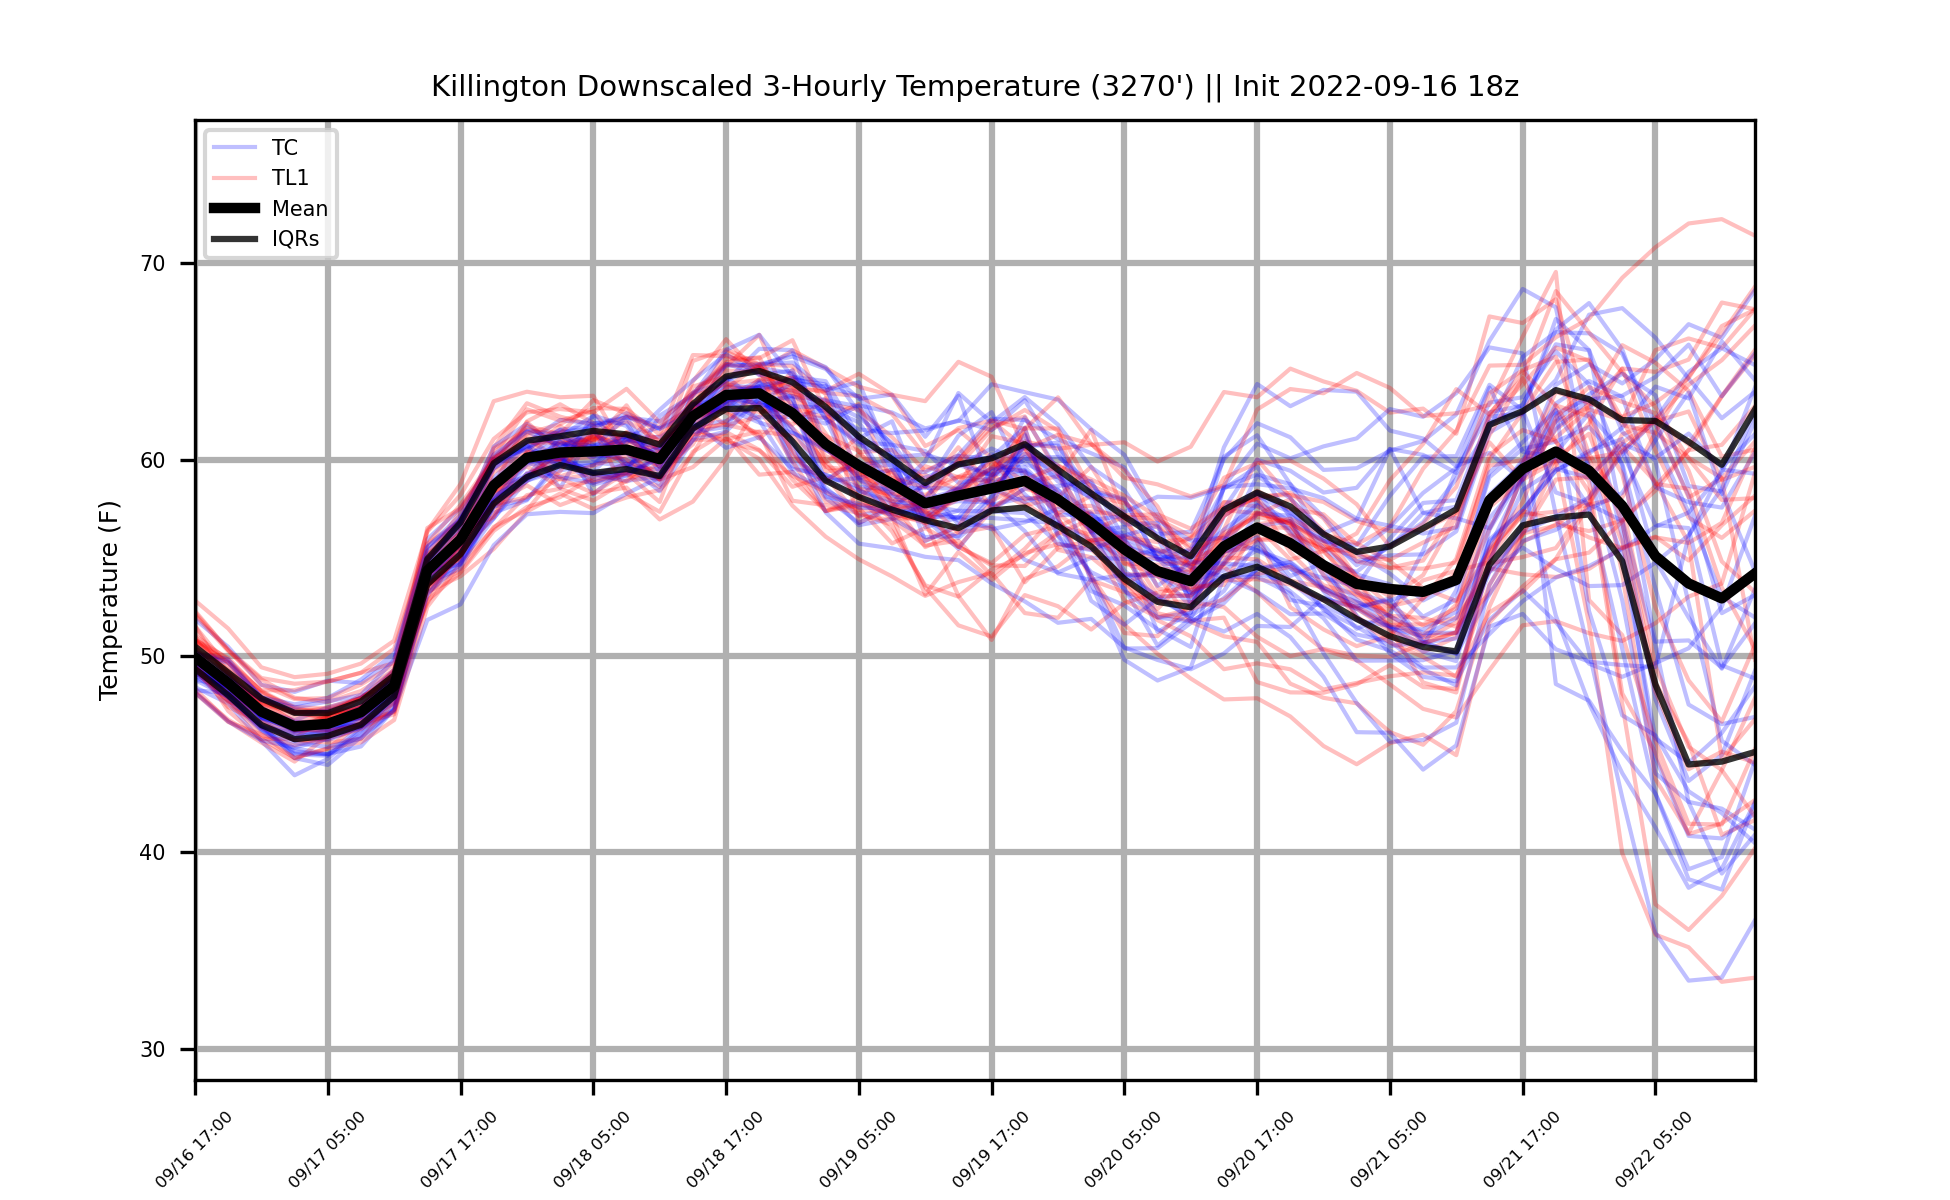 Killington Downscaled 3-Hourly Temperature (3270') || Init 2022-09-16 18z
TC
TL1
Mean
IQRs
Temperature (F)
70
60
50
40
30
09/16 17:00
09/17 05:00
09/17 17:00
09/18 05:00
09/18 17:00
09/19 05:00
09/19 17:00
09/20 05:00
09/20 17:00
09/21 05:00
09/21 17:00
09/22 05:00